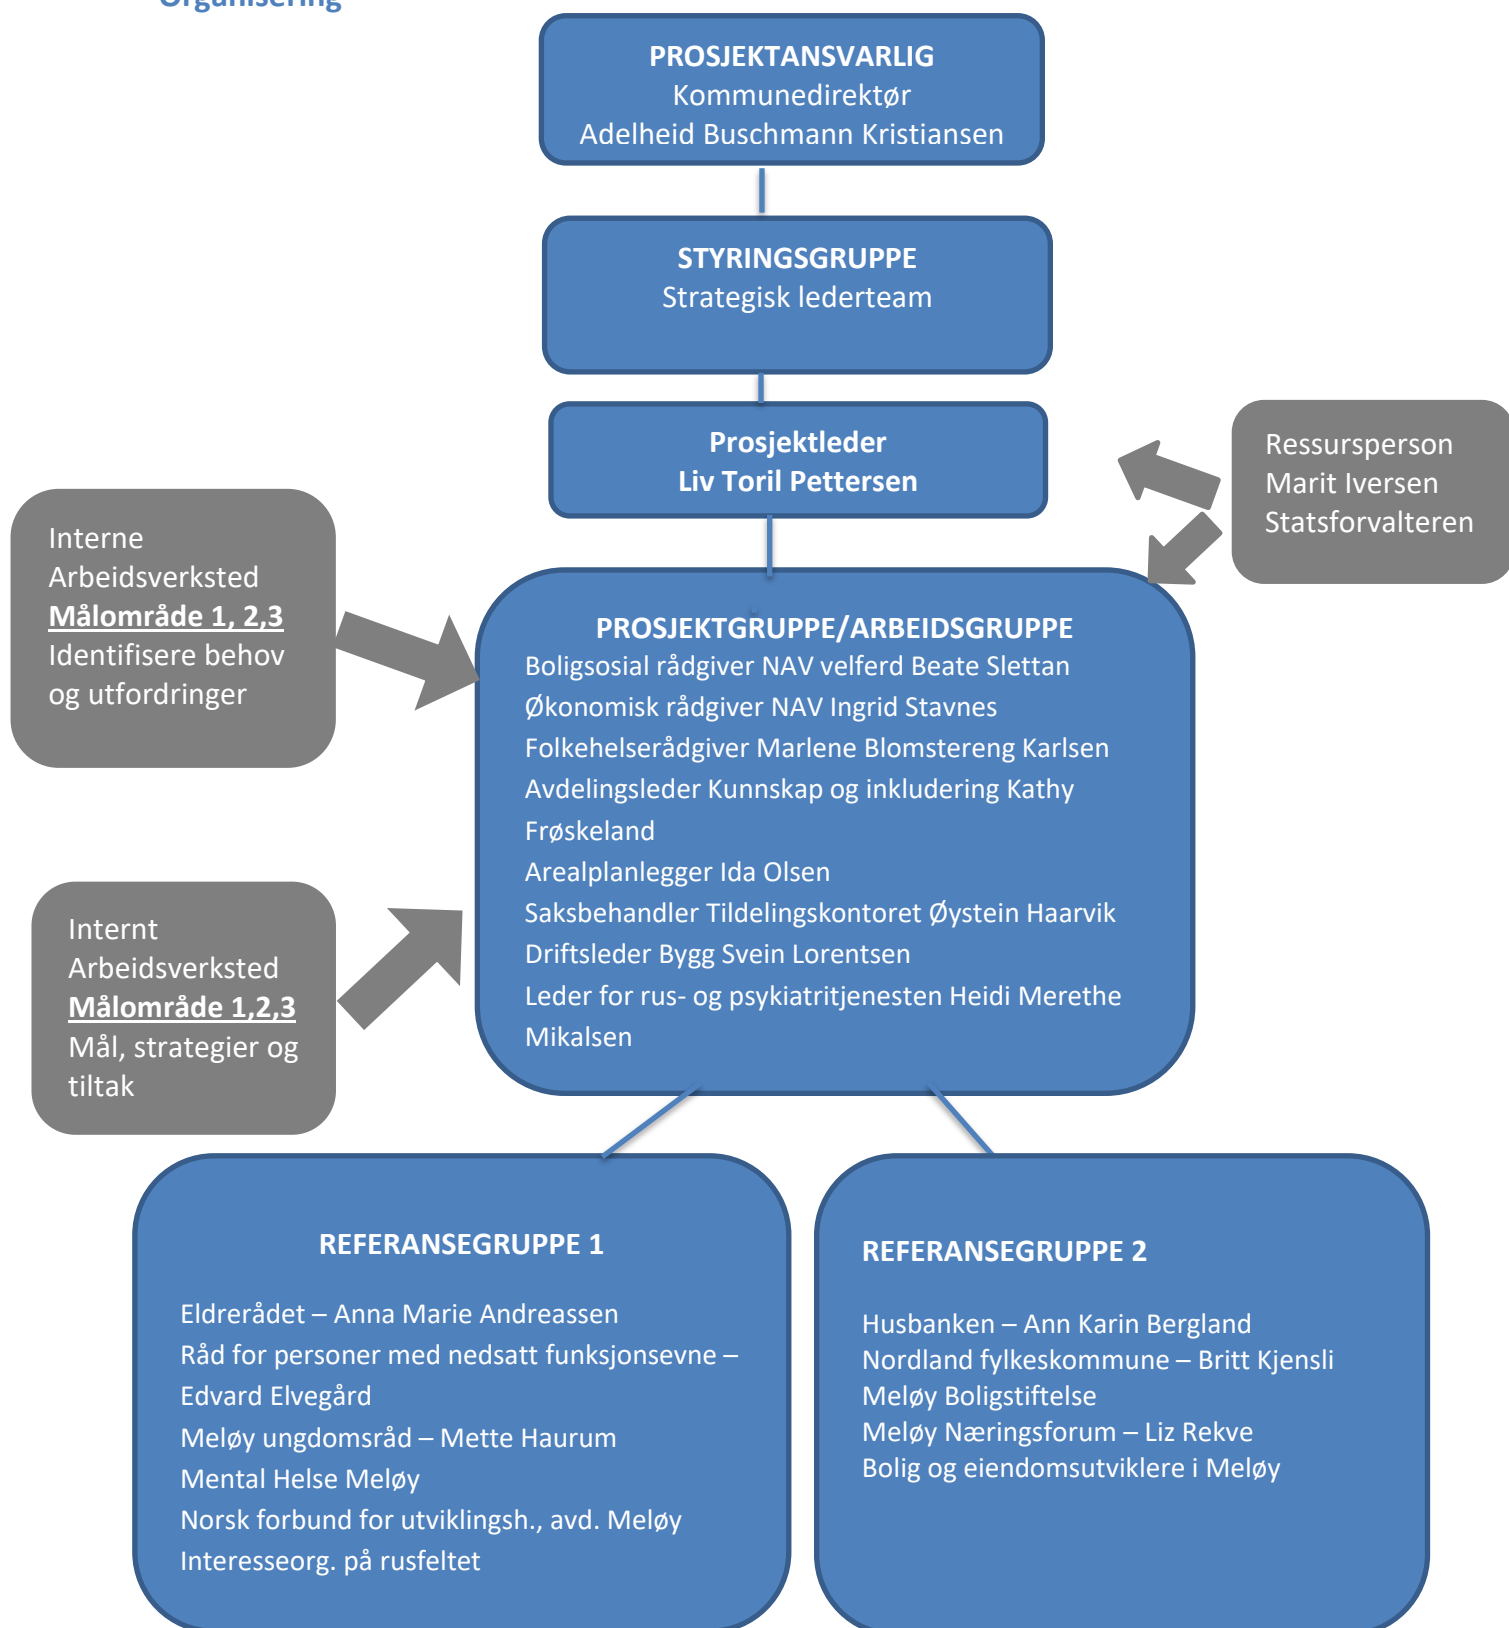 Organisering
PROSJEKTANSVARLIG
Kommunedirektør
Adelheid Buschmann Kristiansen
STYRINGSGRUPPE
Strategisk lederteam
Prosjektleder
Liv Toril Pettersen
Ressursperson
Marit Iversen
Statsforvalteren
Interne
Arbeidsverksted
Målområde 1, 2,3
Identifisere behov
og utfordringer
PROSJEKTGRUPPE/ARBEIDSGRUPPE
Boligsosial rådgiver NAV velferd Beate Slettan
Økonomisk rådgiver NAV Ingrid Stavnes
Folkehelserådgiver Marlene Blomstereng Karlsen
Avdelingsleder Kunnskap og inkludering Kathy
Frøskeland
Arealplanlegger Ida Olsen
Saksbehandler Tildelingskontoret Øystein Haarvik
Driftsleder Bygg Svein Lorentsen
Leder for rus- og psykiatritjenesten Heidi Merethe
Mikalsen
Internt
Arbeidsverksted
Målområde 1,2,3
Mål, strategier og
tiltak
REFERANSEGRUPPE 1
Eldrerådet – Anna Marie Andreassen
Råd for personer med nedsatt funksjonsevne –
Edvard Elvegård
Meløy ungdomsråd – Mette Haurum
Mental Helse Meløy
Norsk forbund for utviklingsh., avd. Meløy
Interesseorg. på rusfeltet
REFERANSEGRUPPE 2
Husbanken – Ann Karin Bergland
Nordland fylkeskommune – Britt Kjensli
Meløy Boligstiftelse
Meløy Næringsforum – Liz Rekve
Bolig og eiendomsutviklere i Meløy